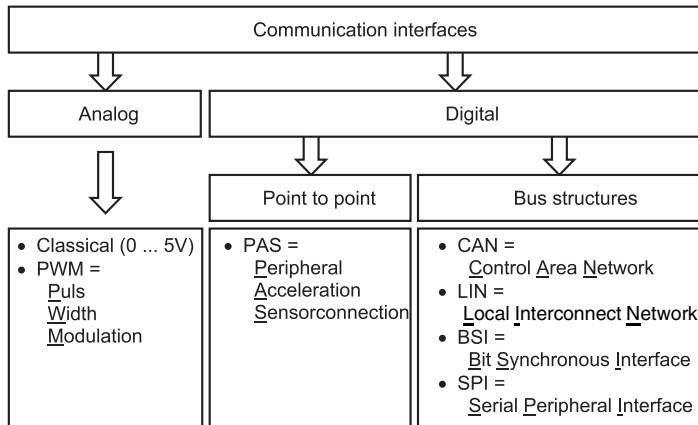 Communication interfaces
Analog
Digital
Point to point
Bus structures
• Classical (0 ... 5V)
• PWM =
Puls
Width
Modulation
• PAS =
Peripheral
Acceleration
Sensorconnection
• CAN =
Control Area Network
• LIN =
Local Interconnect Network
• BSI =
Bit Synchronous Interface
• SPI =
Serial Peripheral Interface